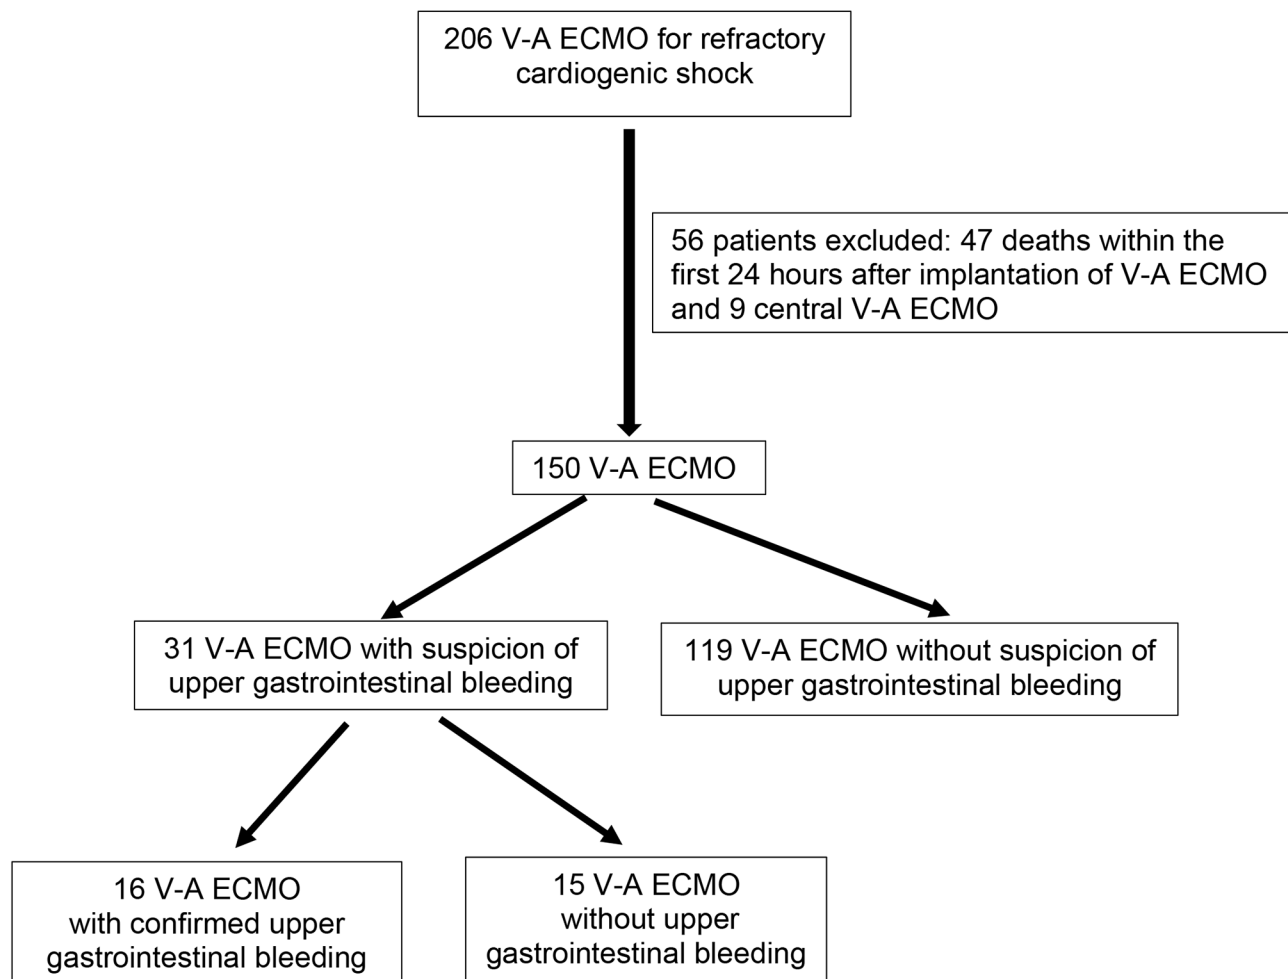 206 V-A ECMO for refractory
cardiogenic shock
56 patients excluded: 47 deaths within the
first 24 hours after implantation of V-A ECMO
and 9 central V-A ECMO
150 V-A ECMO
31 V-A ECMO with suspicion of
upper gastrointestinal bleeding
119 V-A ECMO without suspicion of
upper gastrointestinal bleeding
16 V-A ECMO
with confirmed upper
gastrointestinal bleeding
15 V-A ECMO
without upper
gastrointestinal bleeding